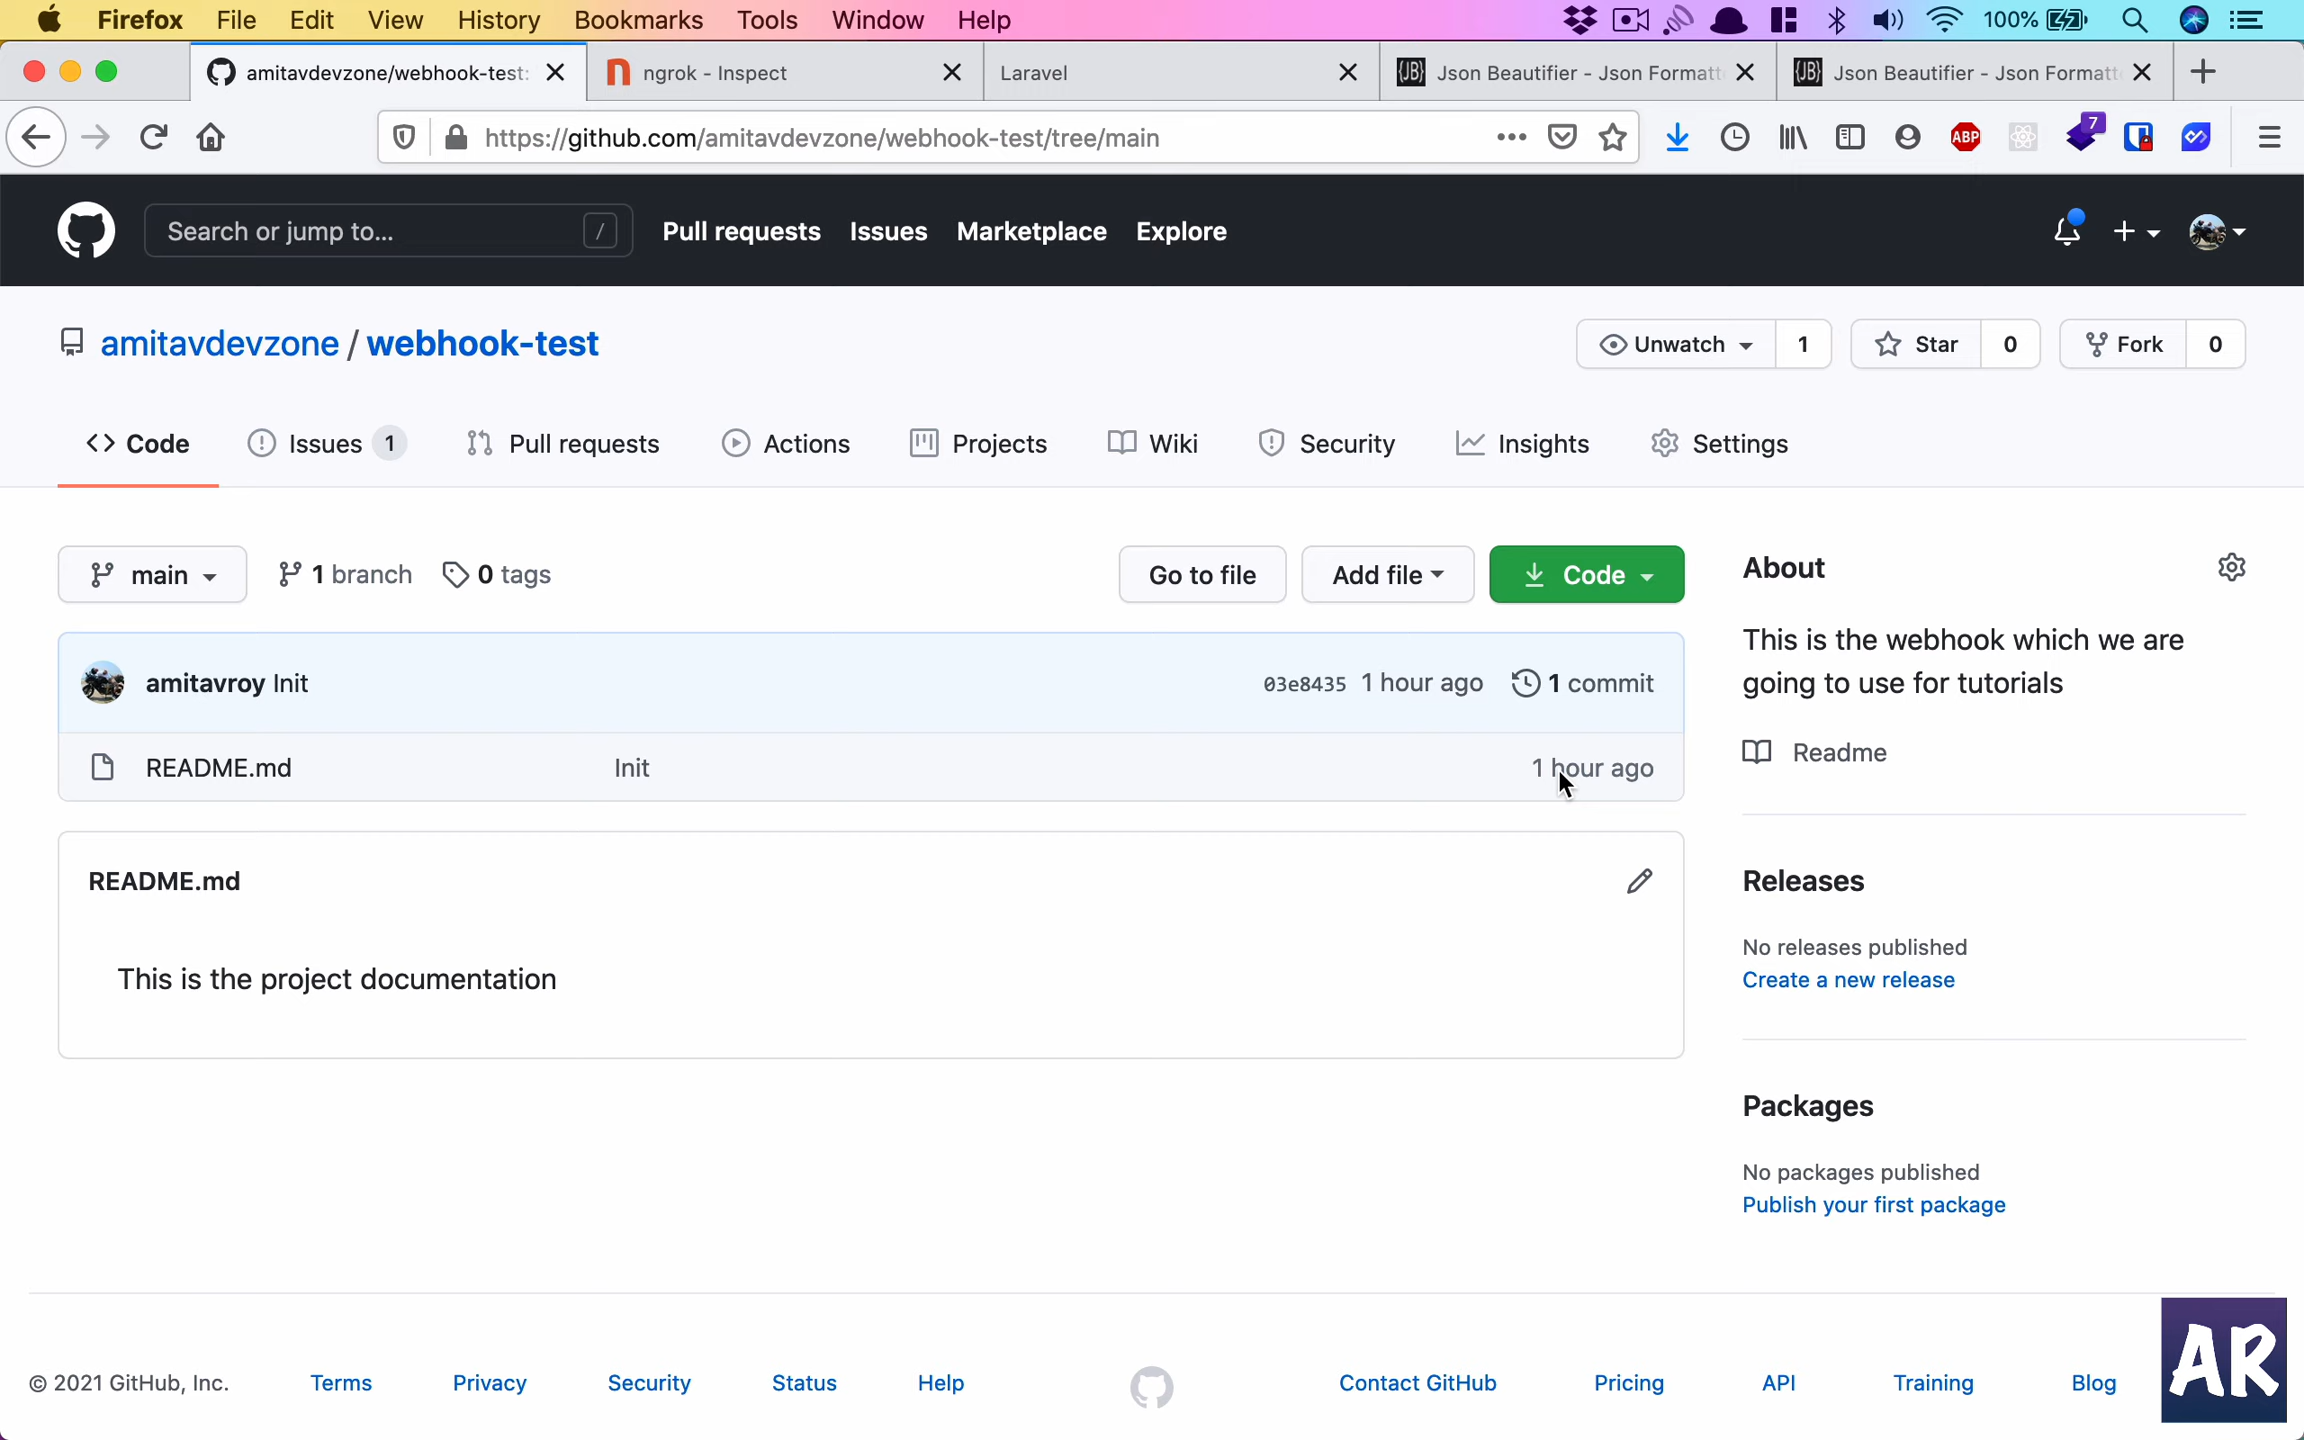 Firefox File Edit View History Bookmarks Tools Window Help 100%
amitavdevzone/webhook-test: ngrok - Inspect Laravel Json Beautifier - Json Formatt Json Beautifier - Json Formatt
https://github.com/amitavdevzone/webhook-test/tree/main ABP 7
Search or jump to... / Pull requests Issues Marketplace Explore
amitavdevzone / webhook-test Unwatch 1 Star 0 Fork 0
Code Issues 1 Pull requests Actions Projects Wiki Security Insights Settings
main 1 branch 0 tags Go to file Add file Code
About
This is the webhook which we are
going to use for tutorials
Readme
amitavroy Init 03e8435 1 hour ago 1 commit
README.md Init 1 hour ago
README.md
This is the project documentation
Releases
No releases published
Create a new release
Packages
No packages published
Publish your first package
© 2021 GitHub, Inc. Terms Privacy Security Status Help Contact GitHub Pricing API Training Blog
AR